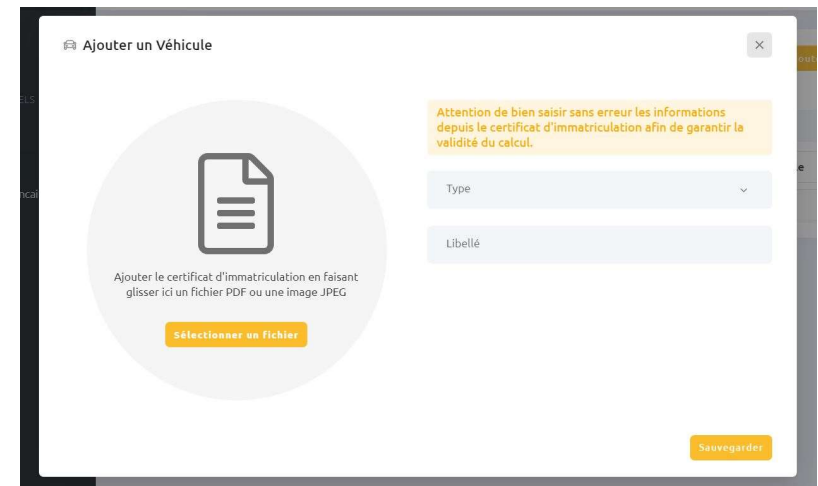 Ajouter un Véhicule
Attention de bien saisir sans erreur les informations
depuis le certificat d'immatriculation afin de garantir la
validité du calcul.
Type
Libellé
Ajouter le certificat d'immatriculation en faisant
glisser ici un fichier PDF ou une image JPEG
Sélectionner un fichier
Sauvegarder